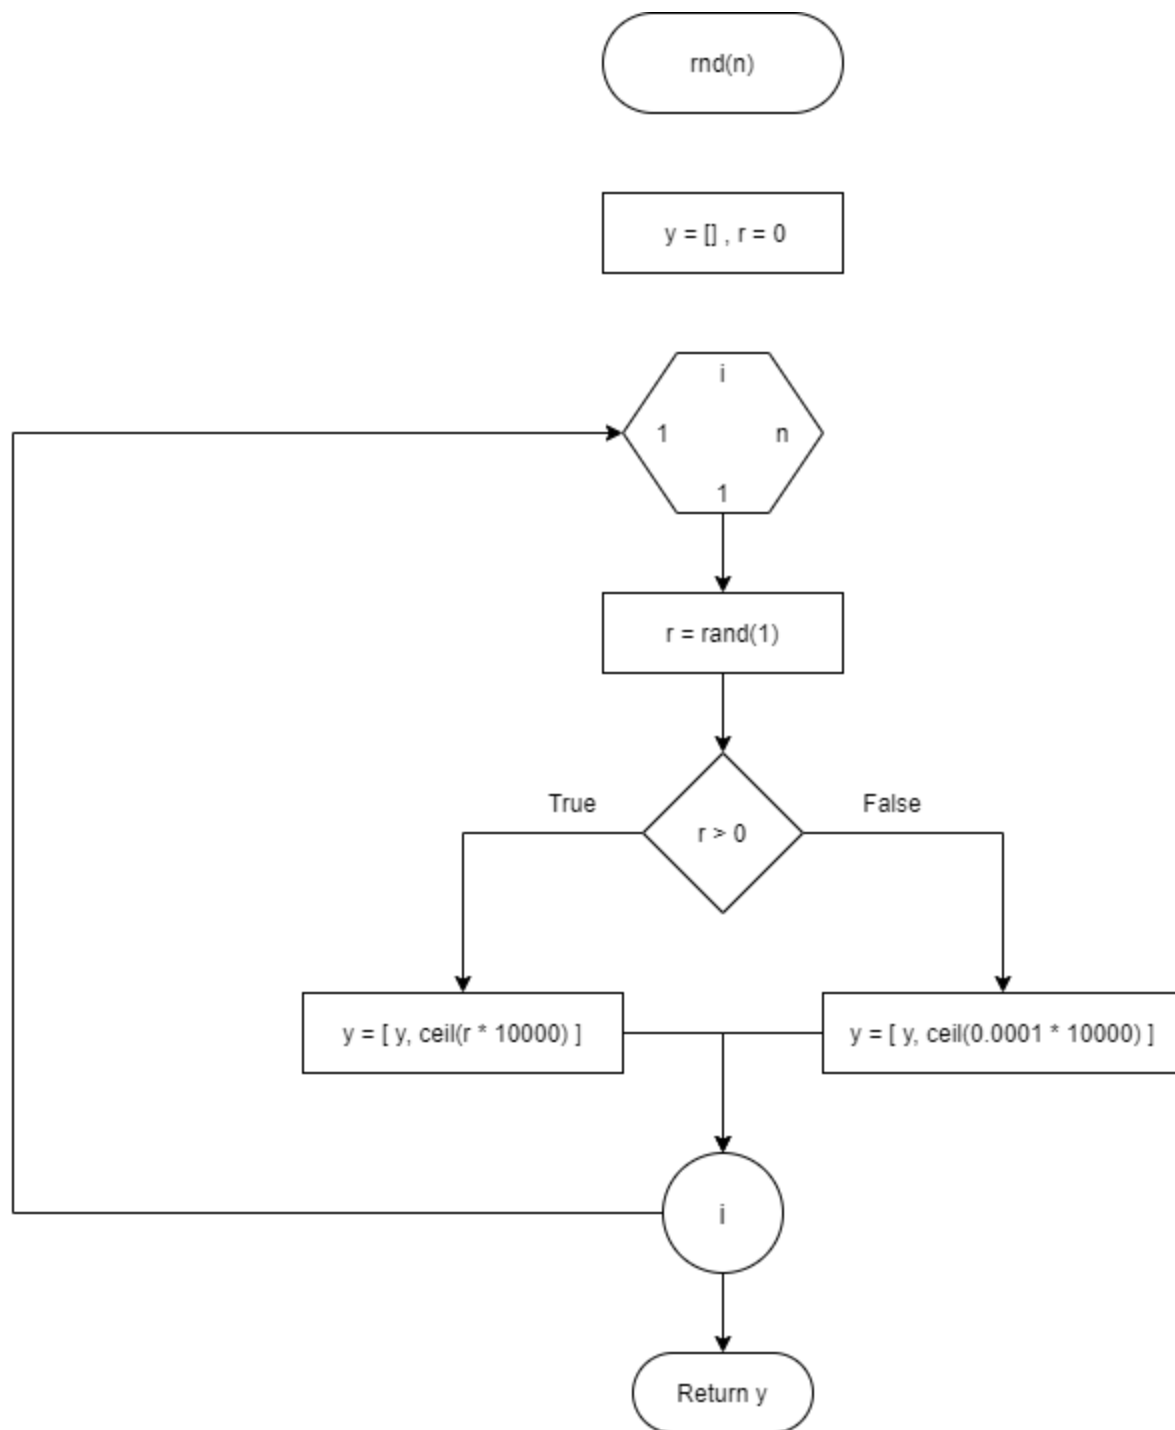 rnd(n)
y = [] , r = 0
i
1
n
1
r = rand(1)
True
False
r > 0
y = [ y, ceil(r * 10000) ]
y = [ y, ceil(0.0001 * 10000) ]
i
Return y